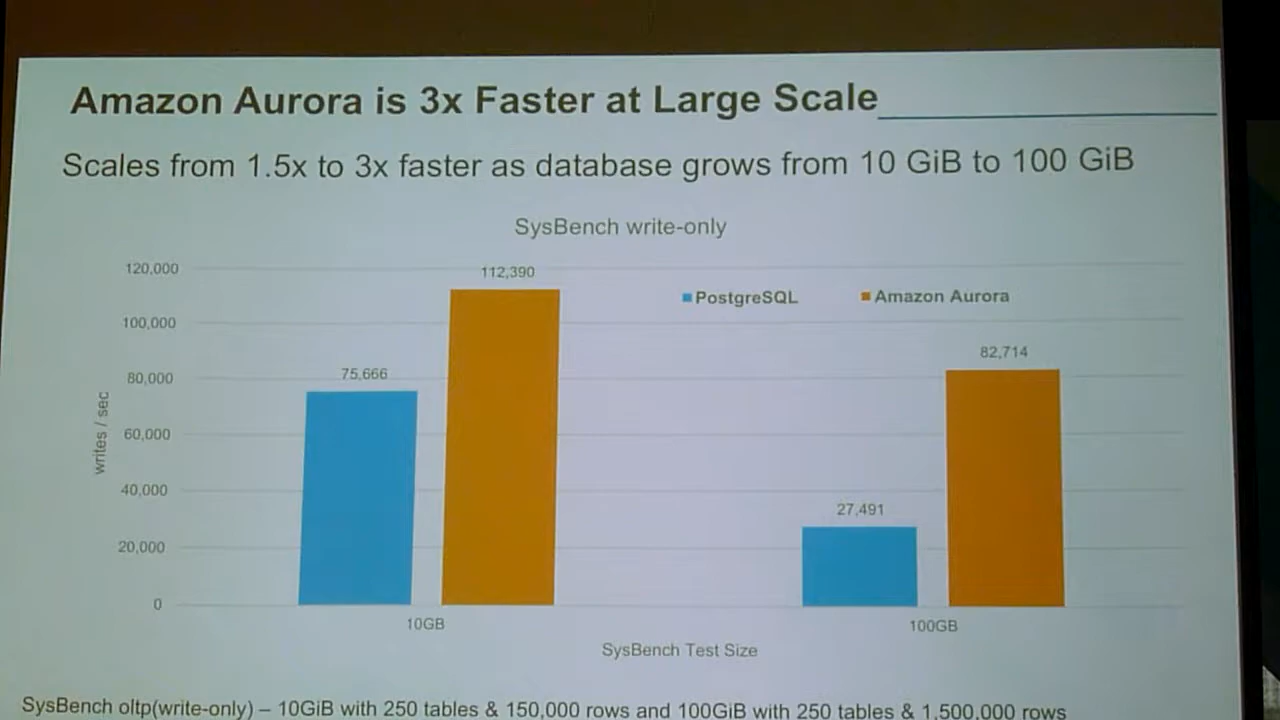 Amazon Aurora is 3x Faster at Large Scale
Scales from 1.5x to 3x faster as database grows from 10 GiB to 100 GiB
SysBench write-only
120,000
100,000
80,000
60,000
40,000
20,000
0
writes / sec
PostgreSQL
Amazon Aurora
75,666
112,390
27,491
82,714
10GB
100GB
SysBench Test Size
SysBench oltp(write-only) – 10GiB with 250 tables & 150,000 rows and 100GiB with 250 tables & 1,500,000 rows